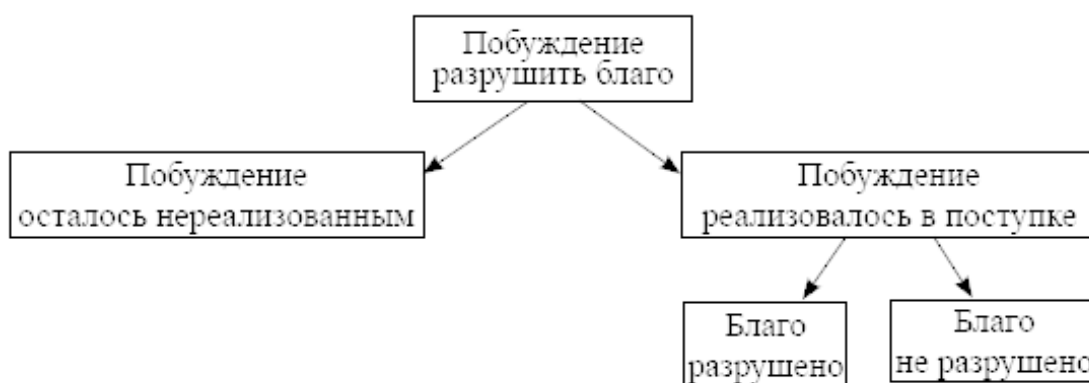 Побуждение
разрушить благо
Побуждение
осталось нереализованным
Побуждение
реализовалось в поступке
Благо
разрушено
Благо
не разрушено